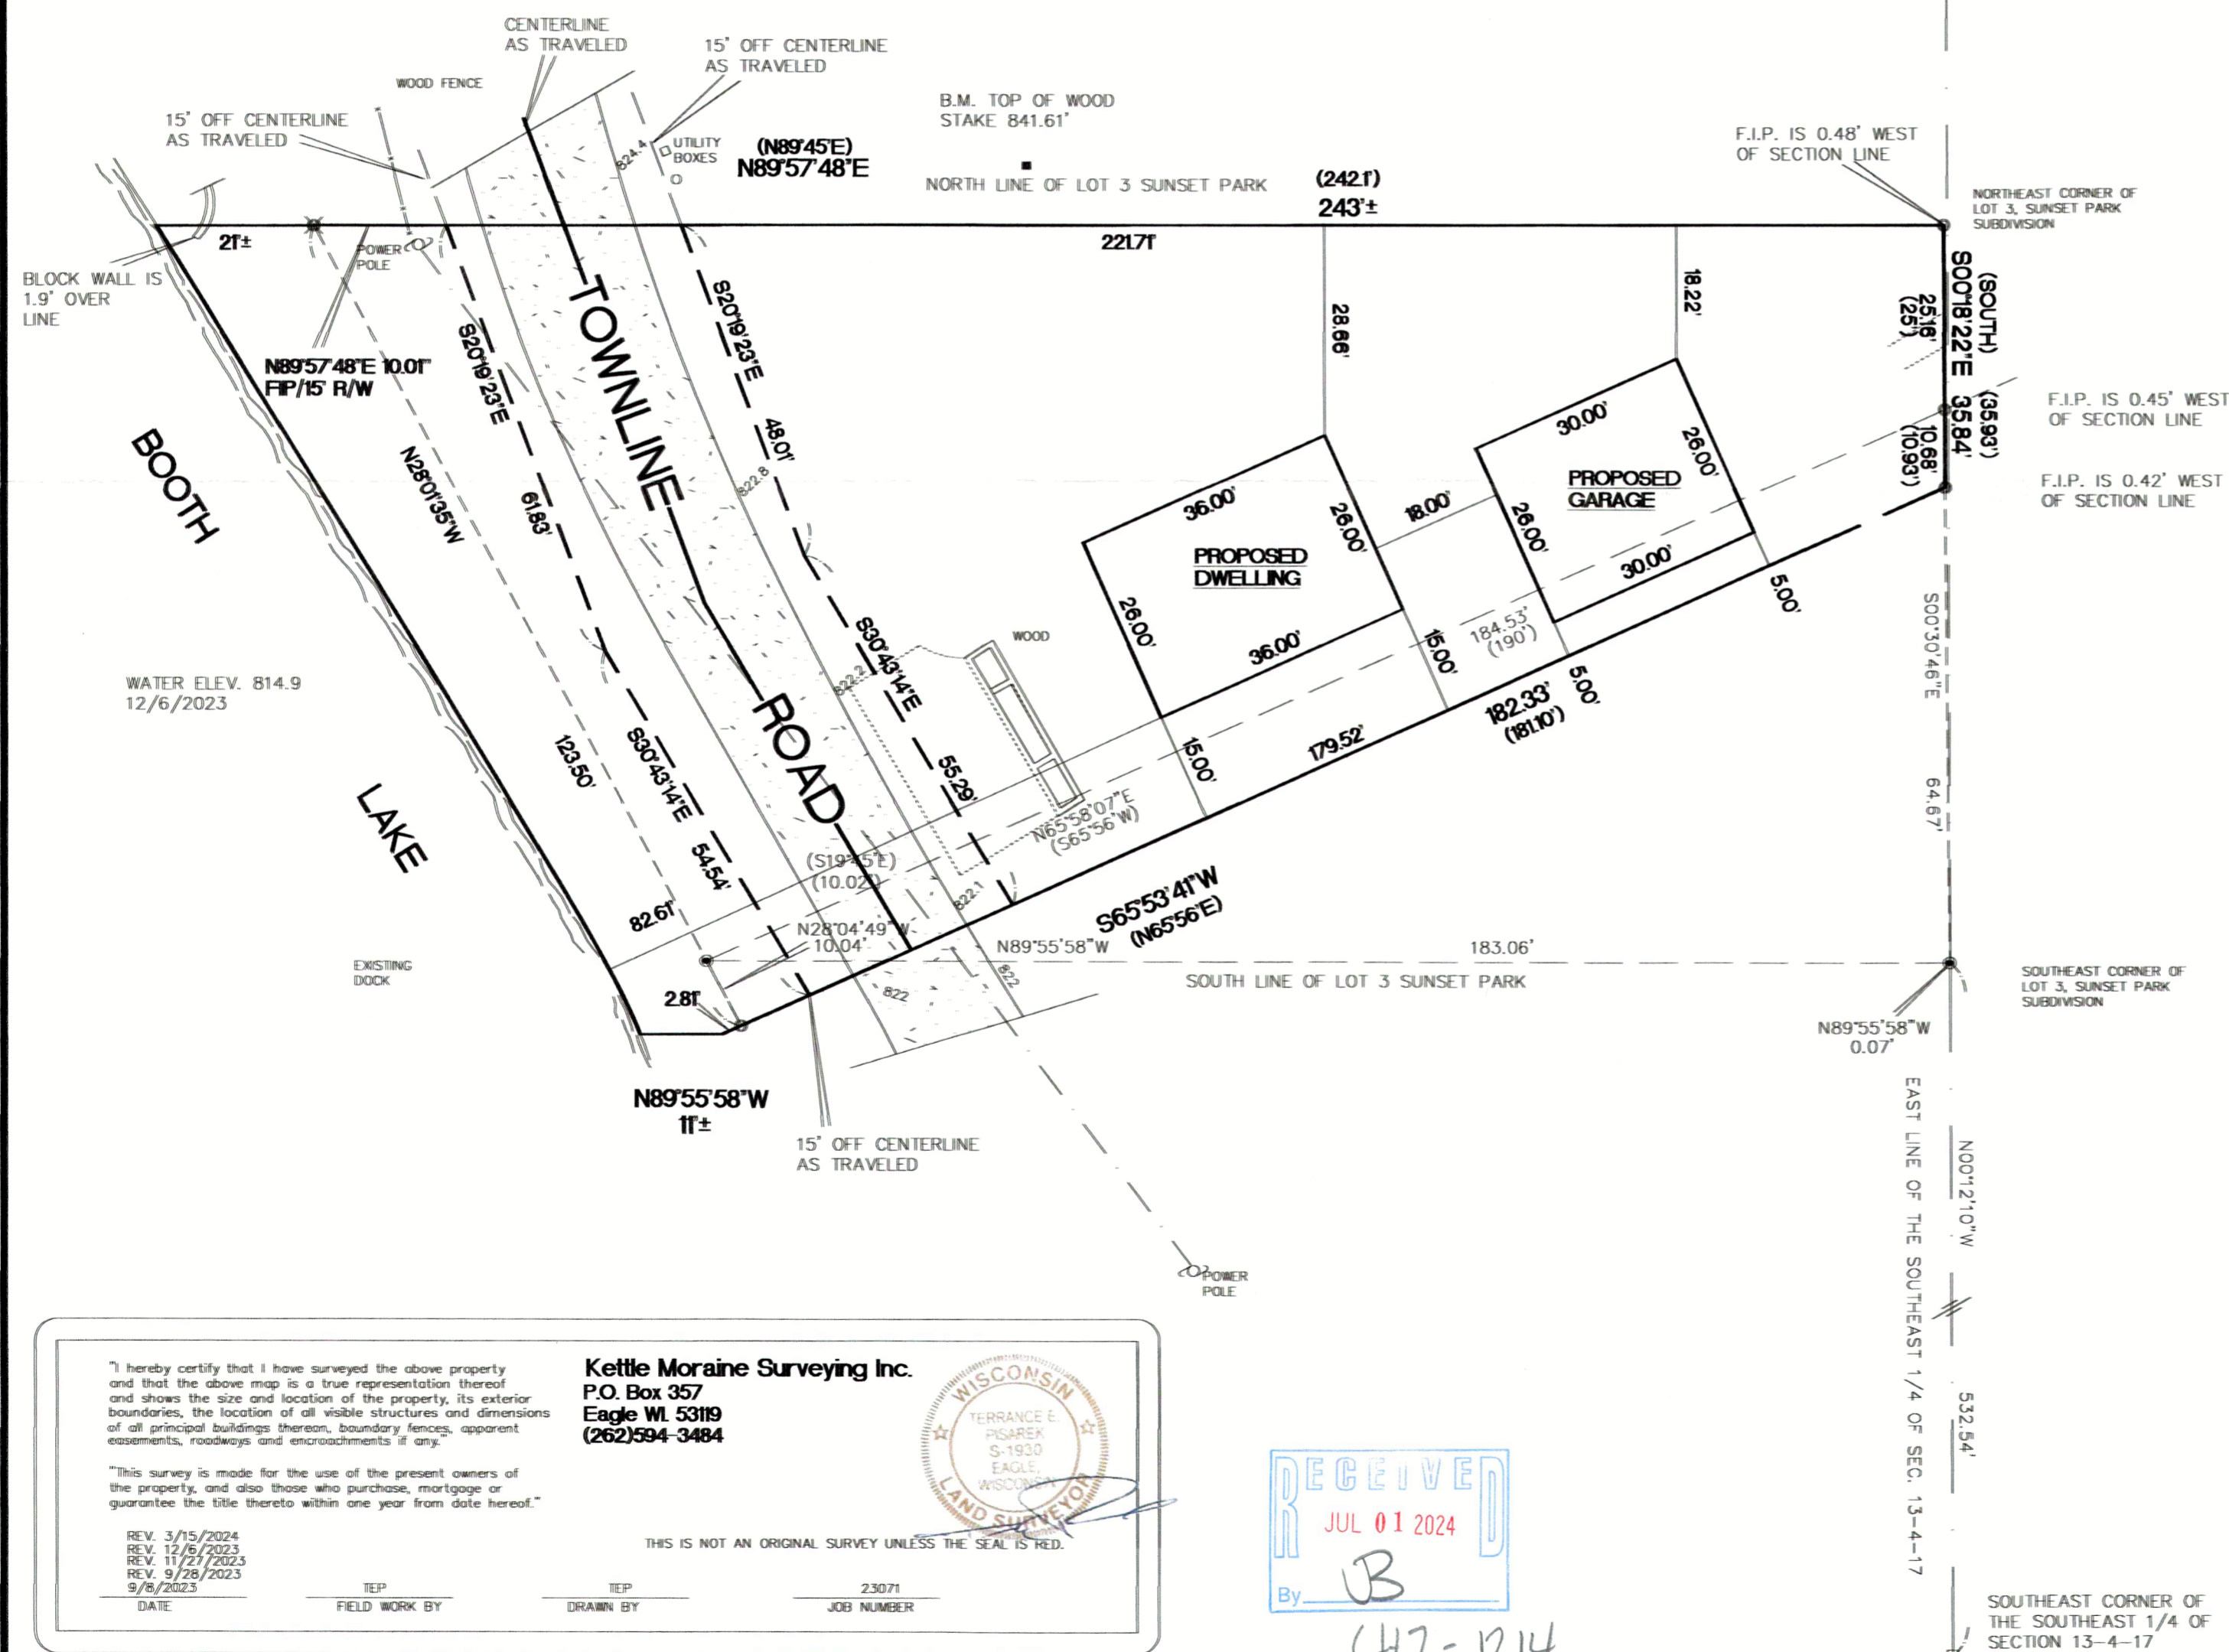 CENTERLINE
AS TRAVELED
15' OFF CENTERLINE
AS TRAVELED
WOOD FENCE
15' OFF CENTERLINE
AS TRAVELED
B.M. TOP OF WOOD
STAKE 841.61'
UTILITY
BOXES
824.4
(N89°45'E)
N89°57'48"E
NORTH LINE OF LOT 3 SUNSET PARK
(242.1')
243'±
F.I.P. IS 0.48' WEST
OF SECTION LINE
NORTHEAST CORNER OF
LOT 3, SUNSET PARK
SUBDIVISION
21'±
POWER
POLE
221.71'
BLOCK WALL IS
1.9' OVER
LINE
N89°57'48"E 10.01'
FIP/15' R/W
S20°19'23"E
61.83'
TOWNLINE
ROAD
S20°19'23"E
48.01'
822.8
28.66'
18.22'
(SOUTH) (35.93')
S00°18'22"E 35.84'
25.16'
(25')
10.68'
(10.93')
F.I.P. IS 0.45' WEST
OF SECTION LINE
F.I.P. IS 0.42' WEST
OF SECTION LINE
BOOTH
LAKE
N28°01'35"W
123.50'
30.00'
26.00'
PROPOSED
GARAGE
26.00'
30.00'
36.00'
26.00'
18.00'
PROPOSED
DWELLING
26.00'
36.00'
5.00'
5.00'
15.00'
15.00'
184.53'
(190')
182.33'
(181.10')
179.52'
S00°30'46"E
64.67'
WOOD
S30°43'14"E
55.29'
822.2
WATER ELEV. 814.9
12/6/2023
S30°43'14"E
54.54'
N65°58'07"E
(S65°56'W)
(S19°45'E)
(10.02')
822.1
S65°53'41"W
(N65°56'E)
82.61'
N28°04'49"W
10.04'
N89°55'58"W
183.06'
SOUTH LINE OF LOT 3 SUNSET PARK
EXISTING
DOCK
2.81'
822
822
SOUTHEAST CORNER OF
LOT 3, SUNSET PARK
SUBDIVISION
N89°55'58"W
0.07'
N89°55'58"W
11'±
15' OFF CENTERLINE
AS TRAVELED
EAST LINE OF THE SOUTHEAST 1/4 OF SEC. 13-4-17
N00°12'10"W
532.54'
POWER
POLE
"I hereby certify that I have surveyed the above property
and that the above map is a true representation thereof
and shows the size and location of the property, its exterior
boundaries, the location of all visible structures and dimensions
of all principal buildings thereon, boundary fences, apparent
easements, roadways and encroachments if any."
"This survey is made for the use of the present owners of
the property, and also those who purchase, mortgage or
guarantee the title thereto within one year from date hereof."
Kettle Moraine Surveying Inc.
P.O. Box 357
Eagle WI. 53119
(262)594-3484
WISCONSIN
TERRANCE E.
PISAREK
S-1930
EAGLE,
WISCONSIN
LAND SURVEYOR
THIS IS NOT AN ORIGINAL SURVEY UNLESS THE SEAL IS RED.
REV. 3/15/2024
REV. 12/6/2023
REV. 11/27/2023
REV. 9/28/2023
9/8/2023
DATE
TEP
FIELD WORK BY
TEP
DRAWN BY
23071
JOB NUMBER
RECEIVED
JUL 01 2024
By JB
SOUTHEAST CORNER OF
THE SOUTHEAST 1/4 OF
SECTION 13-4-17